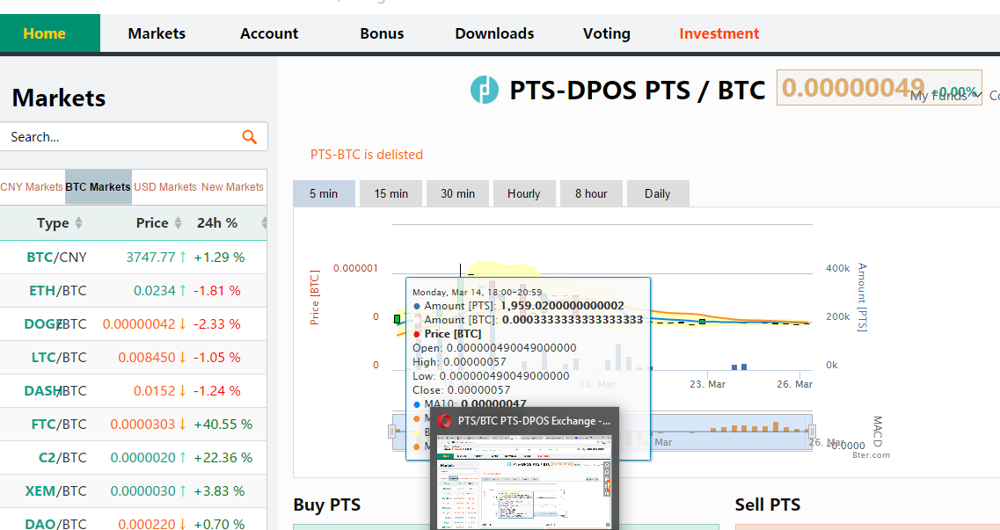 Home Markets Account Bonus Downloads Voting Investment
Markets
Search...
CNY Markets BTC Markets USD Markets New Markets
Type Price 24h %
BTC/CNY 3747.77 ↑ +1.29 %
ETH/BTC 0.0234 ↑ -1.81 %
DOGE/BTC 0.00000042 ↓ -2.33 %
LTC/BTC 0.008450 ↓ -1.05 %
DASH/BTC 0.0152 ↓ -1.24 %
FTC/BTC 0.0000303 ↓ +40.55 %
C2/BTC 0.0000020 ↑ +22.36 %
XEM/BTC 0.0000030 ↑ +3.83 %
DAO/BTC 0.000220 ↓ +0.70 %
PTS-DPOS PTS / BTC 0.00000049 +0.00%
My Funds
PTS-BTC is delisted
5 min 15 min 30 min Hourly 8 hour Daily
Price [BTC]
0.000001
0
0
400k
200k
0k
Amount [PTS]
Monday, Mar 14, 18:00-20:59
Amount [PTS]: 1,959.0200000000002
Amount [BTC]: 0.0003333333333333333
Price [BTC]
Open: 0.000000490049000000
High: 0.00000057
Low: 0.000000490049000000
Close: 0.00000057
MA10: 0.00000047
18. Mar 23. Mar 26. Mar
MACD
0.0000
Bter.com
PTS/BTC PTS-DPOS Exchange -...
Buy PTS
Sell PTS